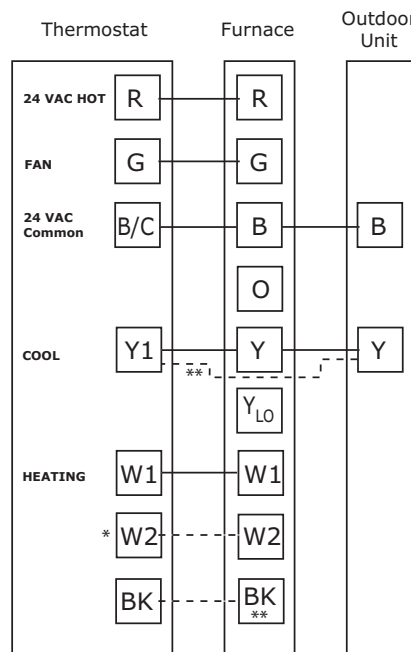 Thermostat Furnace Outdoor Unit
24 VAC HOT R R
FAN G G
24 VAC Common B/C B B
O
COOL Y1 Y Y
**
YLO
HEATING W1 W1
* W2 W2
BK BK
**